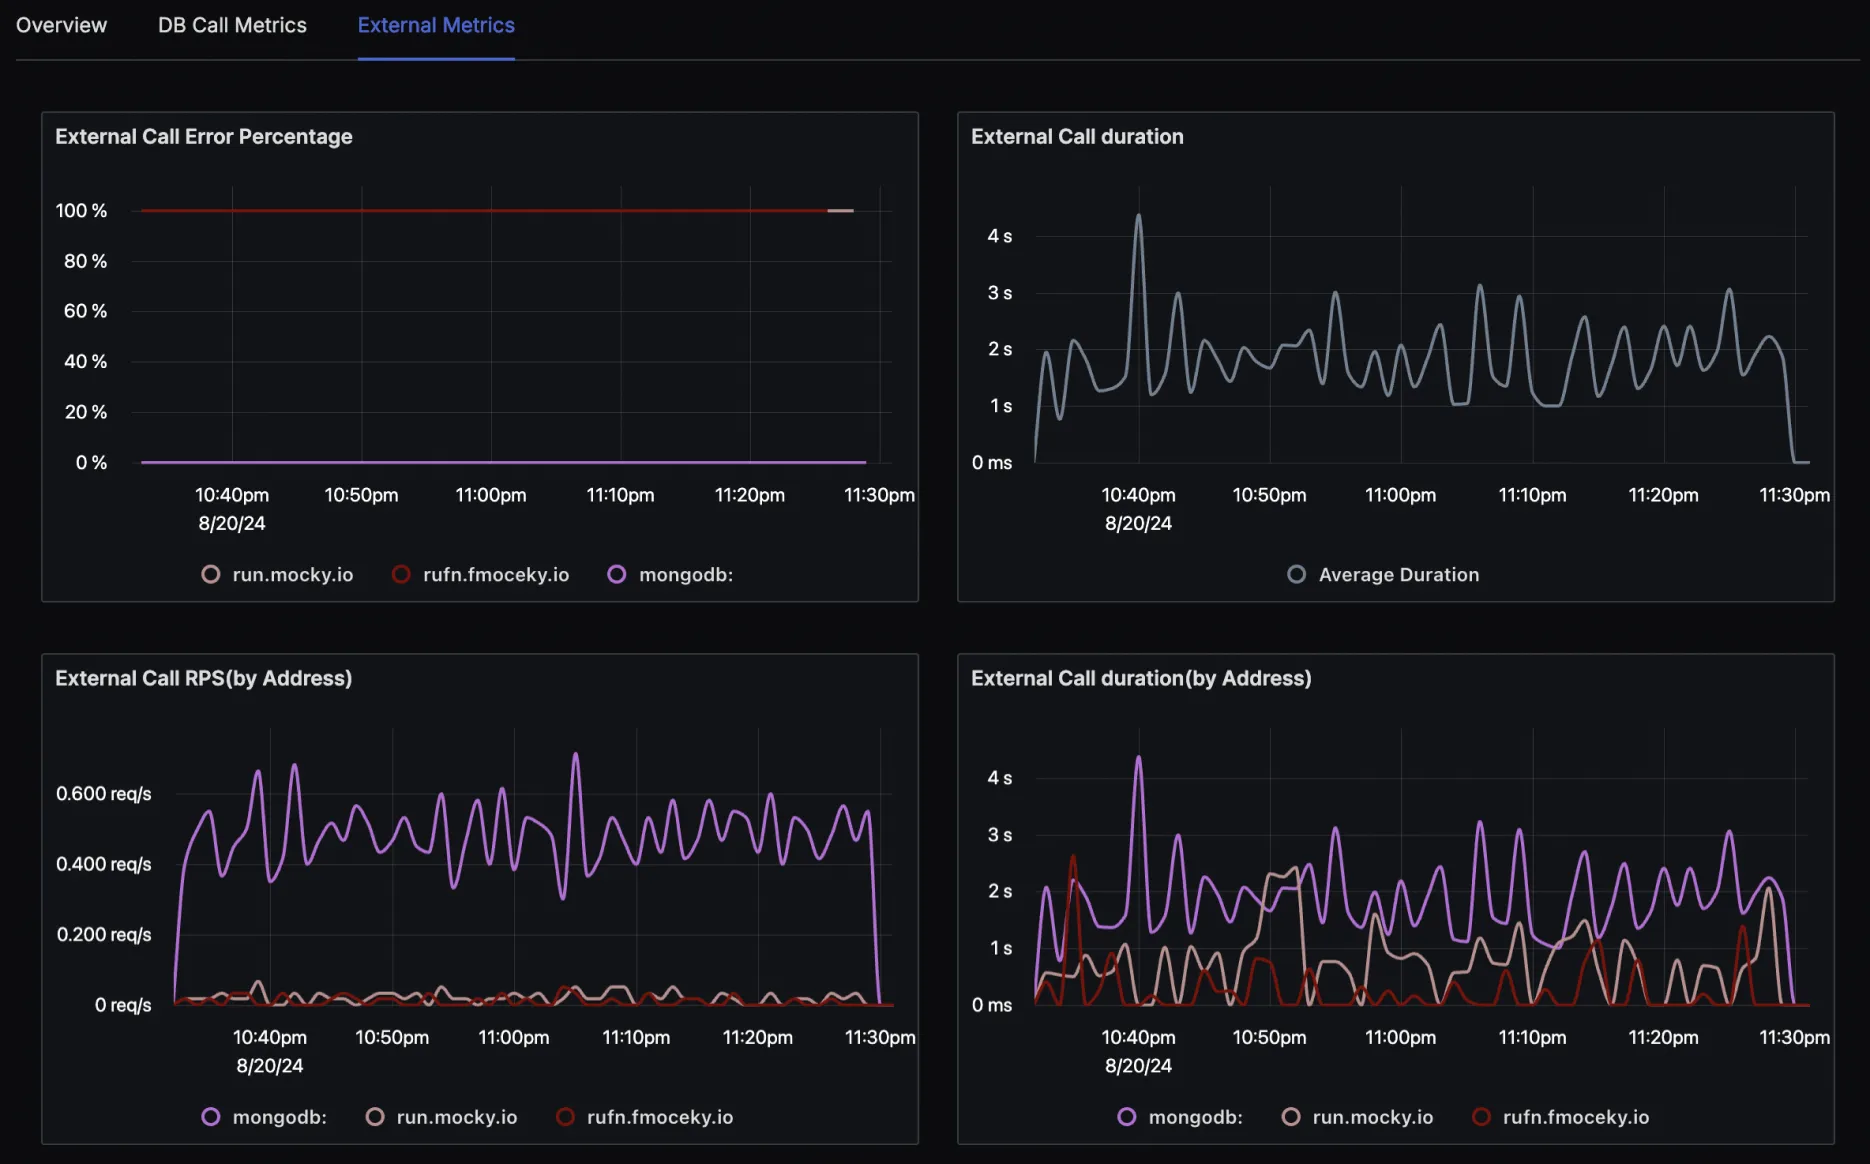 Overview DB Call Metrics External Metrics
External Call Error Percentage
100 %
80 %
60 %
40 %
20 %
0 %
10:40pm 10:50pm 11:00pm 11:10pm 11:20pm 11:30pm
8/20/24
run.mocky.io rufn.fmoceky.io mongodb:
External Call duration
4 s
3 s
2 s
1 s
0 ms
10:40pm 10:50pm 11:00pm 11:10pm 11:20pm 11:30pm
8/20/24
Average Duration
External Call RPS(by Address)
0.600 req/s
0.400 req/s
0.200 req/s
0 req/s
10:40pm 10:50pm 11:00pm 11:10pm 11:20pm 11:30pm
8/20/24
mongodb: run.mocky.io rufn.fmoceky.io
External Call duration(by Address)
4 s
3 s
2 s
1 s
0 ms
10:40pm 10:50pm 11:00pm 11:10pm 11:20pm 11:30pm
8/20/24
mongodb: run.mocky.io rufn.fmoceky.io